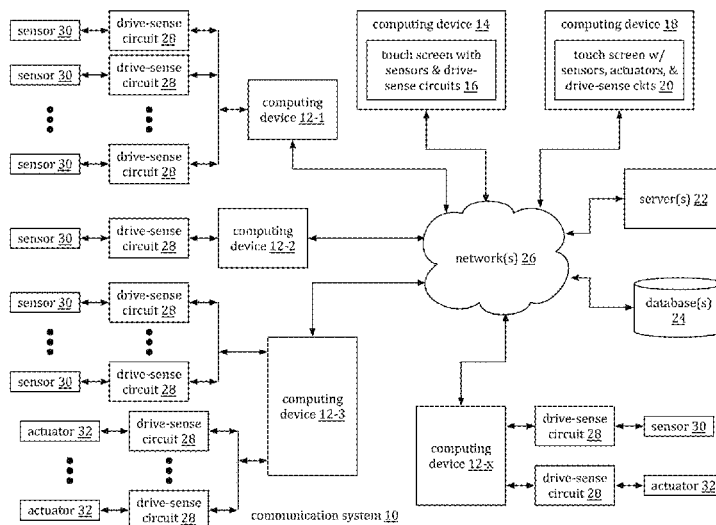 sensor 30
drive-sense
circuit 28
sensor 30
drive-sense
circuit 28
sensor 30
drive-sense
circuit 28
computing
device 12-1
computing device 14
touch screen with
sensors & drive-
sense circuits 16
computing device 18
touch screen w/
sensors, actuators, &
drive-sense ckts 20
sensor 30
drive-sense
circuit 28
computing
device 12-2
network(s) 26
server(s) 22
database(s)
24
sensor 30
drive-sense
circuit 28
sensor 30
drive-sense
circuit 28
computing
device 12-3
actuator 32
drive-sense
circuit 28
actuator 32
drive-sense
circuit 28
computing
device 12-x
drive-sense
circuit 28
sensor 30
drive-sense
circuit 28
actuator 32
communication system 10